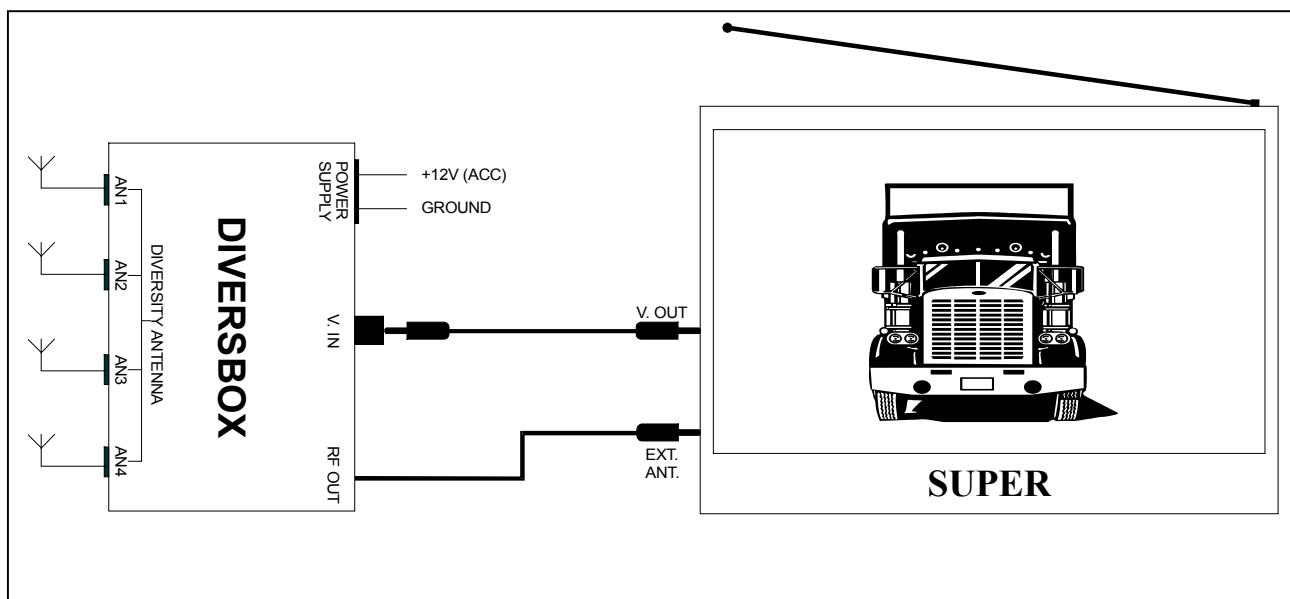 AN1
AN2
AN3
AN4
DIVERSITY ANTENNA
DIVERSBOX
POWER
SUPPLY
+12V (ACC)
GROUND
V. IN
RF OUT
V. OUT
EXT.
ANT.
SUPER